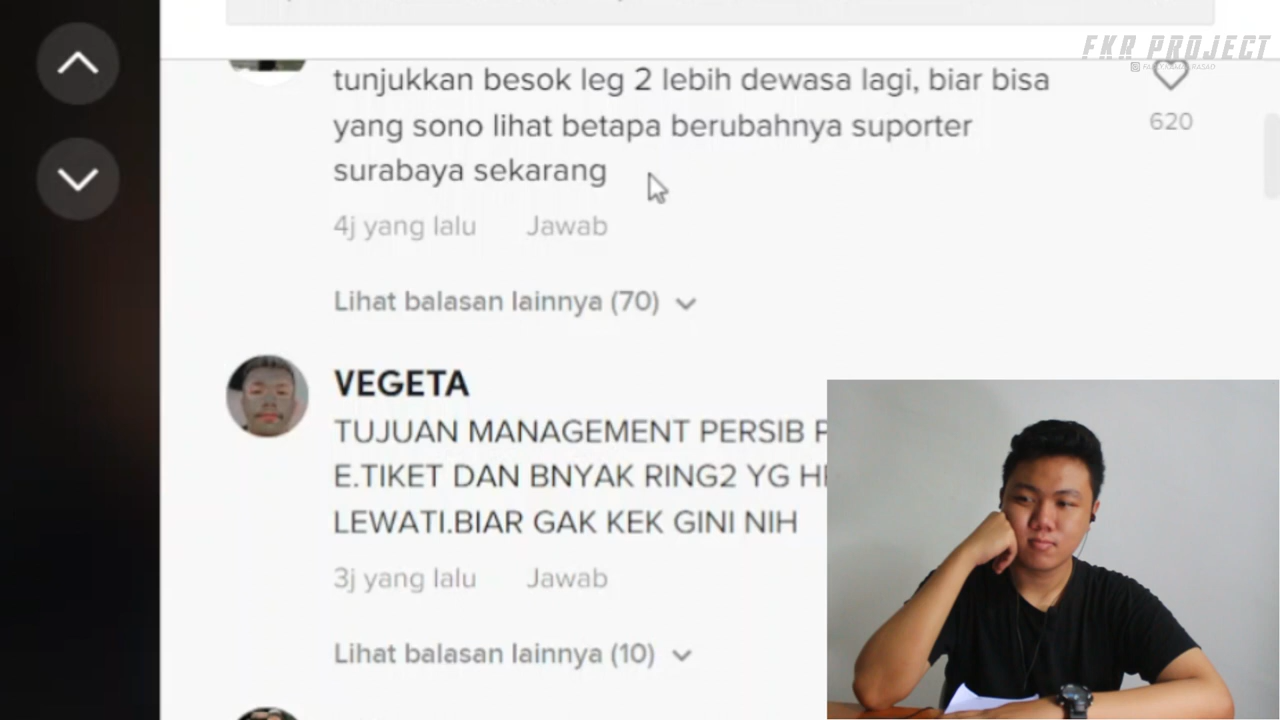 FKR PROJECT
tunjukkan besok leg 2 lebih dewasa lagi, biar bisa
yang sono lihat betapa berubahnya suporter
surabaya sekarang
620
4j yang lalu Jawab
Lihat balasan lainnya (70)
VEGETA
TUJUAN MANAGEMENT PERSIB
E.TIKET DAN BNYAK RING2 YG
LEWATI.BIAR GAK KEK GINI NIH
3j yang lalu Jawab
Lihat balasan lainnya (10)